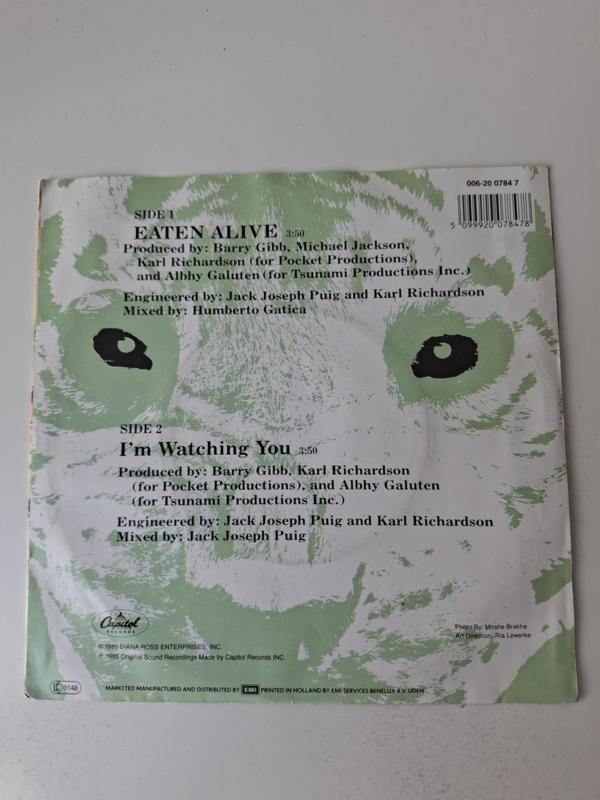 006-20 0784 7
5 099920 078478
SIDE 1
EATEN ALIVE 3:50
Produced by: Barry Gibb, Michael Jackson,
Karl Richardson (for Pocket Productions),
and Albhy Galuten (for Tsunami Productions Inc.)
Engineered by: Jack Joseph Puig and Karl Richardson
Mixed by: Humberto Gatica
SIDE 2
I'm Watching You 3:50
Produced by: Barry Gibb, Karl Richardson
(for Pocket Productions), and Albhy Galuten
(for Tsunami Productions Inc.)
Engineered by: Jack Joseph Puig and Karl Richardson
Mixed by: Jack Joseph Puig
Capitol
RECORDS
Photo By: Moshe Brakha
Art Direction: Ria Lewerke
© 1985 DIANA ROSS ENTERPRISES, INC.
℗ 1985 Original Sound Recordings Made by Capitol Records INC.
LC 0148
MARKETED MANUFACTURED AND DISTRIBUTED BY EMI PRINTED IN HOLLAND BY EMI SERVICES BENELUX B.V. UDEN